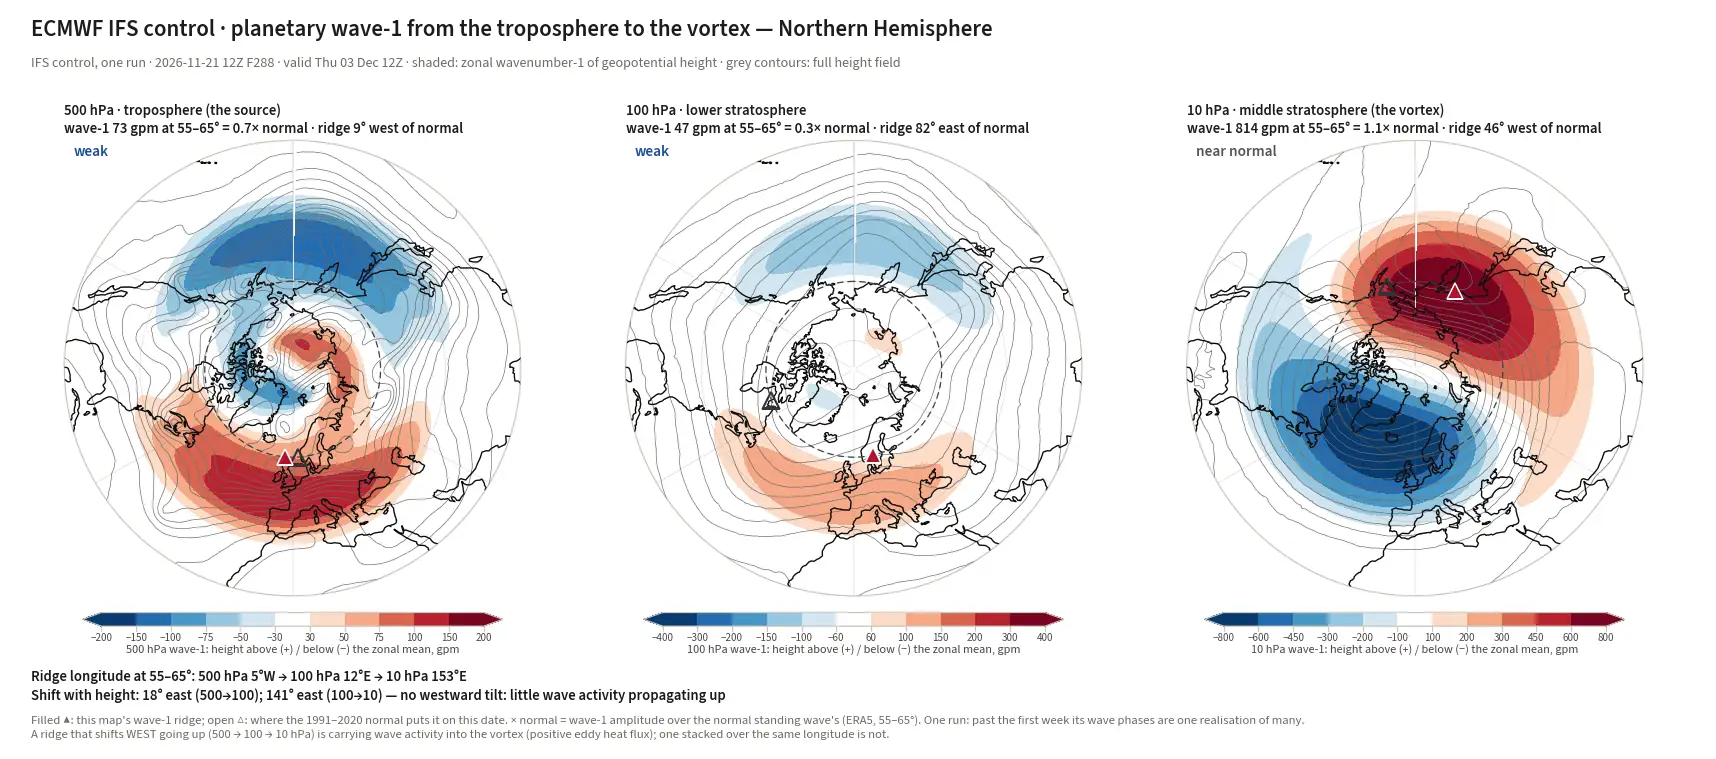 ECMWF IFS control · planetary wave-1 from the troposphere to the vortex — Northern Hemisphere
IFS control, one run · 2026-11-21 12Z F288 · valid Thu 03 Dec 12Z · shaded: zonal wavenumber-1 of geopotential height · grey contours: full height field
500 hPa · troposphere (the source)
wave-1 73 gpm at 55–65° = 0.7× normal · ridge 9° west of normal
weak
100 hPa · lower stratosphere
wave-1 47 gpm at 55–65° = 0.3× normal · ridge 82° east of normal
weak
10 hPa · middle stratosphere (the vortex)
wave-1 814 gpm at 55–65° = 1.1× normal · ridge 46° west of normal
near normal
−200 −150 −100 −75 −50 −30 30 50 75 100 150 200
500 hPa wave-1: height above (+) / below (−) the zonal mean, gpm
−400 −300 −200 −150 −100 −60 60 100 150 200 300 400
100 hPa wave-1: height above (+) / below (−) the zonal mean, gpm
−800 −600 −450 −300 −200 −100 100 200 300 450 600 800
10 hPa wave-1: height above (+) / below (−) the zonal mean, gpm
Ridge longitude at 55–65°: 500 hPa 5°W → 100 hPa 12°E → 10 hPa 153°E
Shift with height: 18° east (500→100); 141° east (100→10) — no westward tilt: little wave activity propagating up
Filled ▲: this map's wave-1 ridge; open △: where the 1991–2020 normal puts it on this date. × normal = wave-1 amplitude over the normal standing wave's (ERA5, 55–65°). One run: past the first week its wave phases are one realisation of many.
A ridge that shifts WEST going up (500 → 100 → 10 hPa) is carrying wave activity into the vortex (positive eddy heat flux); one stacked over the same longitude is not.